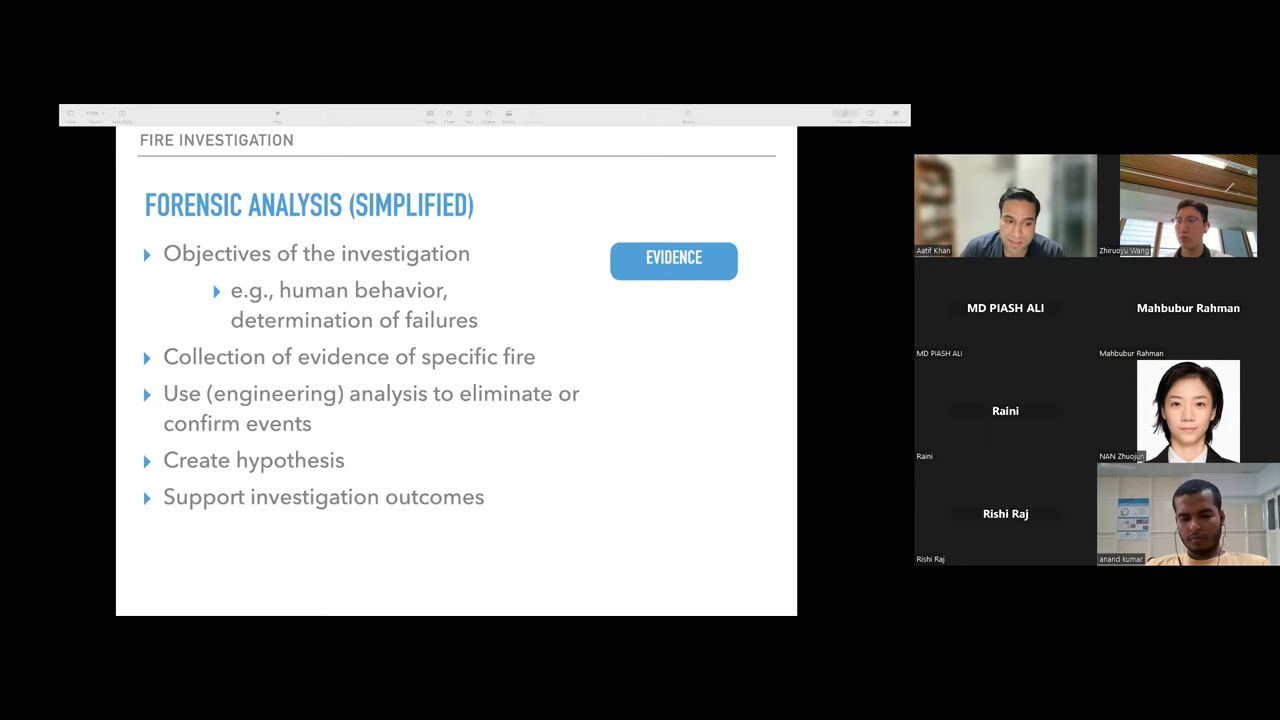 FIRE INVESTIGATION
FORENSIC ANALYSIS (SIMPLIFIED)
Objectives of the investigation
e.g., human behavior,
determination of failures
Collection of evidence of specific fire
Use (engineering) analysis to eliminate or
confirm events
Create hypothesis
Support investigation outcomes
EVIDENCE
Aatif Khan
Zhiruoyu Wang
MD PIASH ALI
MD PIASH ALI
Mahbubur Rahman
Mahbubur Rahman
Raini
Raini
NAN Zhuojun
Rishi Raj
Rishi Raj
anand kumar